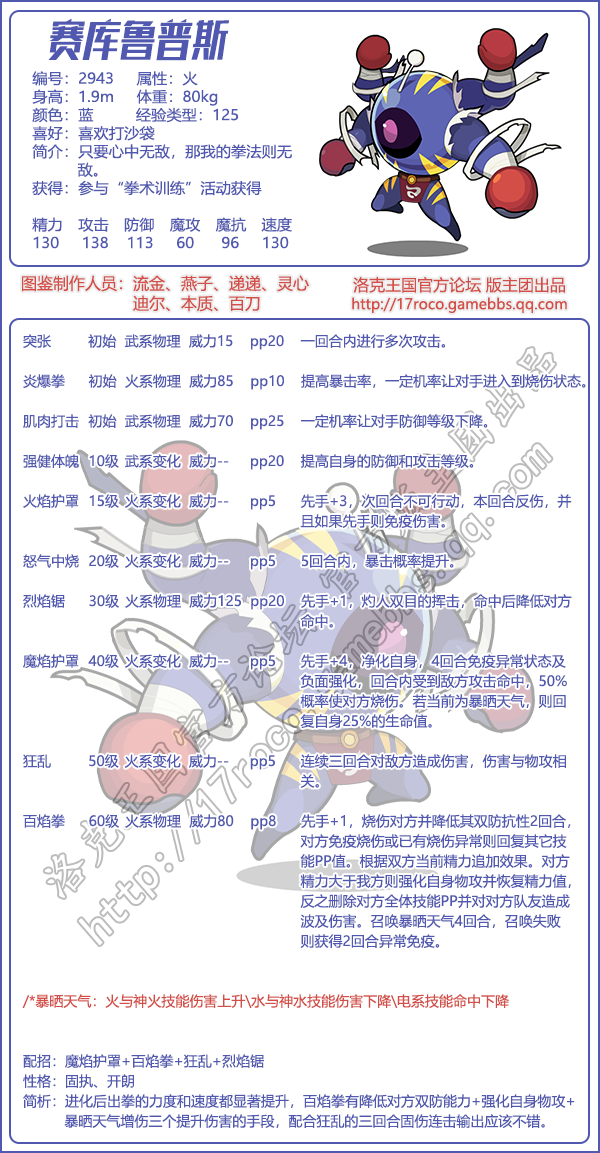 赛库鲁普斯
编号：2943 属性：火
身高：1.9m 体重：80kg
颜色：蓝 经验类型：125
喜好：喜欢打沙袋
简介：只要心中无敌，那我的拳法则无
敌。
获得：参与“拳术训练”活动获得
精力 攻击 防御 魔攻 魔抗 速度
130 138 113 60 96 130
图鉴制作人员：流金、燕子、递递、灵心
迪尔、本质、百刀
洛克王国官方论坛 版主团出品
http://17roco.gamebbs.qq.com
突张 初始 武系物理 威力15 pp20 一回合内进行多次攻击。
炎爆拳 初始 火系物理 威力85 pp10 提高暴击率，一定机率让对手进入到烧伤状态。
肌肉打击 初始 武系物理 威力70 pp25 一定机率让对手防御等级下降。
强健体魄 10级 武系变化 威力-- pp20 提高自身的防御和攻击等级。
火焰护罩 15级 火系变化 威力-- pp5 先手+3，次回合不可行动，本回合反伤，并
且如果先手则免疫伤害。
怒气中烧 20级 火系变化 威力-- pp5 5回合内，暴击概率提升。
烈焰锯 30级 火系物理 威力125 pp20 先手+1，灼人双目的挥击，命中后降低对方
命中。
魔焰护罩 40级 火系变化 威力-- pp5 先手+4，净化自身，4回合免疫异常状态及
负面强化，回合内受到敌方攻击命中，50%
概率使对方烧伤。若当前为暴晒天气，则回
复自身25%的生命值。
狂乱 50级 火系变化 威力-- pp5 连续三回合对敌方造成伤害，伤害与物攻相
关。
百焰拳 60级 火系物理 威力80 pp8 先手+1，烧伤对方并降低其双防抗性2回合，
对方免疫烧伤或已有烧伤异常则回复其它技
能PP值。根据双方当前精力追加效果。对方
精力大于我方则强化自身物攻并恢复精力值，
反之删除对方全体技能PP并对对方队友造成
波及伤害。召唤暴晒天气4回合，召唤失败
则获得2回合异常免疫。
洛克王国官方论坛 官方版主团出品
http://17roco.gamebbs.qq.com
/*暴晒天气：火与神火技能伤害上升\水与神水技能伤害下降\电系技能命中下降
配招：魔焰护罩+百焰拳+狂乱+烈焰锯
性格：固执、开朗
简析：进化后出拳的力度和速度都显著提升，百焰拳有降低对方双防能力+强化自身物攻+
暴晒天气增伤三个提升伤害的手段，配合狂乱的三回合固伤连击输出应该不错。